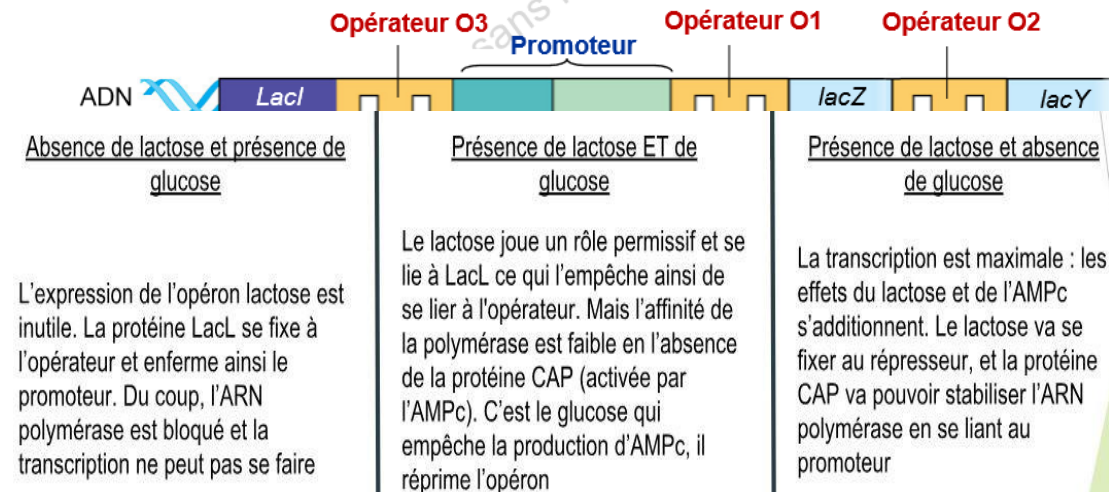 Opérateur O3
Opérateur O1
Opérateur O2
sans
Promoteur
ADN
LacI
lacZ
lacY
Absence de lactose et présence de
glucose
L'expression de l'opéron lactose est
inutile. La protéine LacL se fixe à
l'opérateur et enferme ainsi le
promoteur. Du coup, l'ARN
polymérase est bloqué et la
transcription ne peut pas se faire
Présence de lactose ET de
glucose
Le lactose joue un rôle permissif et se
lie à LacL ce qui l'empêche ainsi de
se lier à l'opérateur. Mais l'affinité de
la polymérase est faible en l'absence
de la protéine CAP (activée par
l'AMPc). C'est le glucose qui
empêche la production d'AMPc, il
réprime l'opéron
Présence de lactose et absence
de glucose
La transcription est maximale : les
effets du lactose et de l'AMPc
s'additionnent. Le lactose va se
fixer au répresseur, et la protéine
CAP va pouvoir stabiliser l'ARN
polymérase en se liant au
promoteur